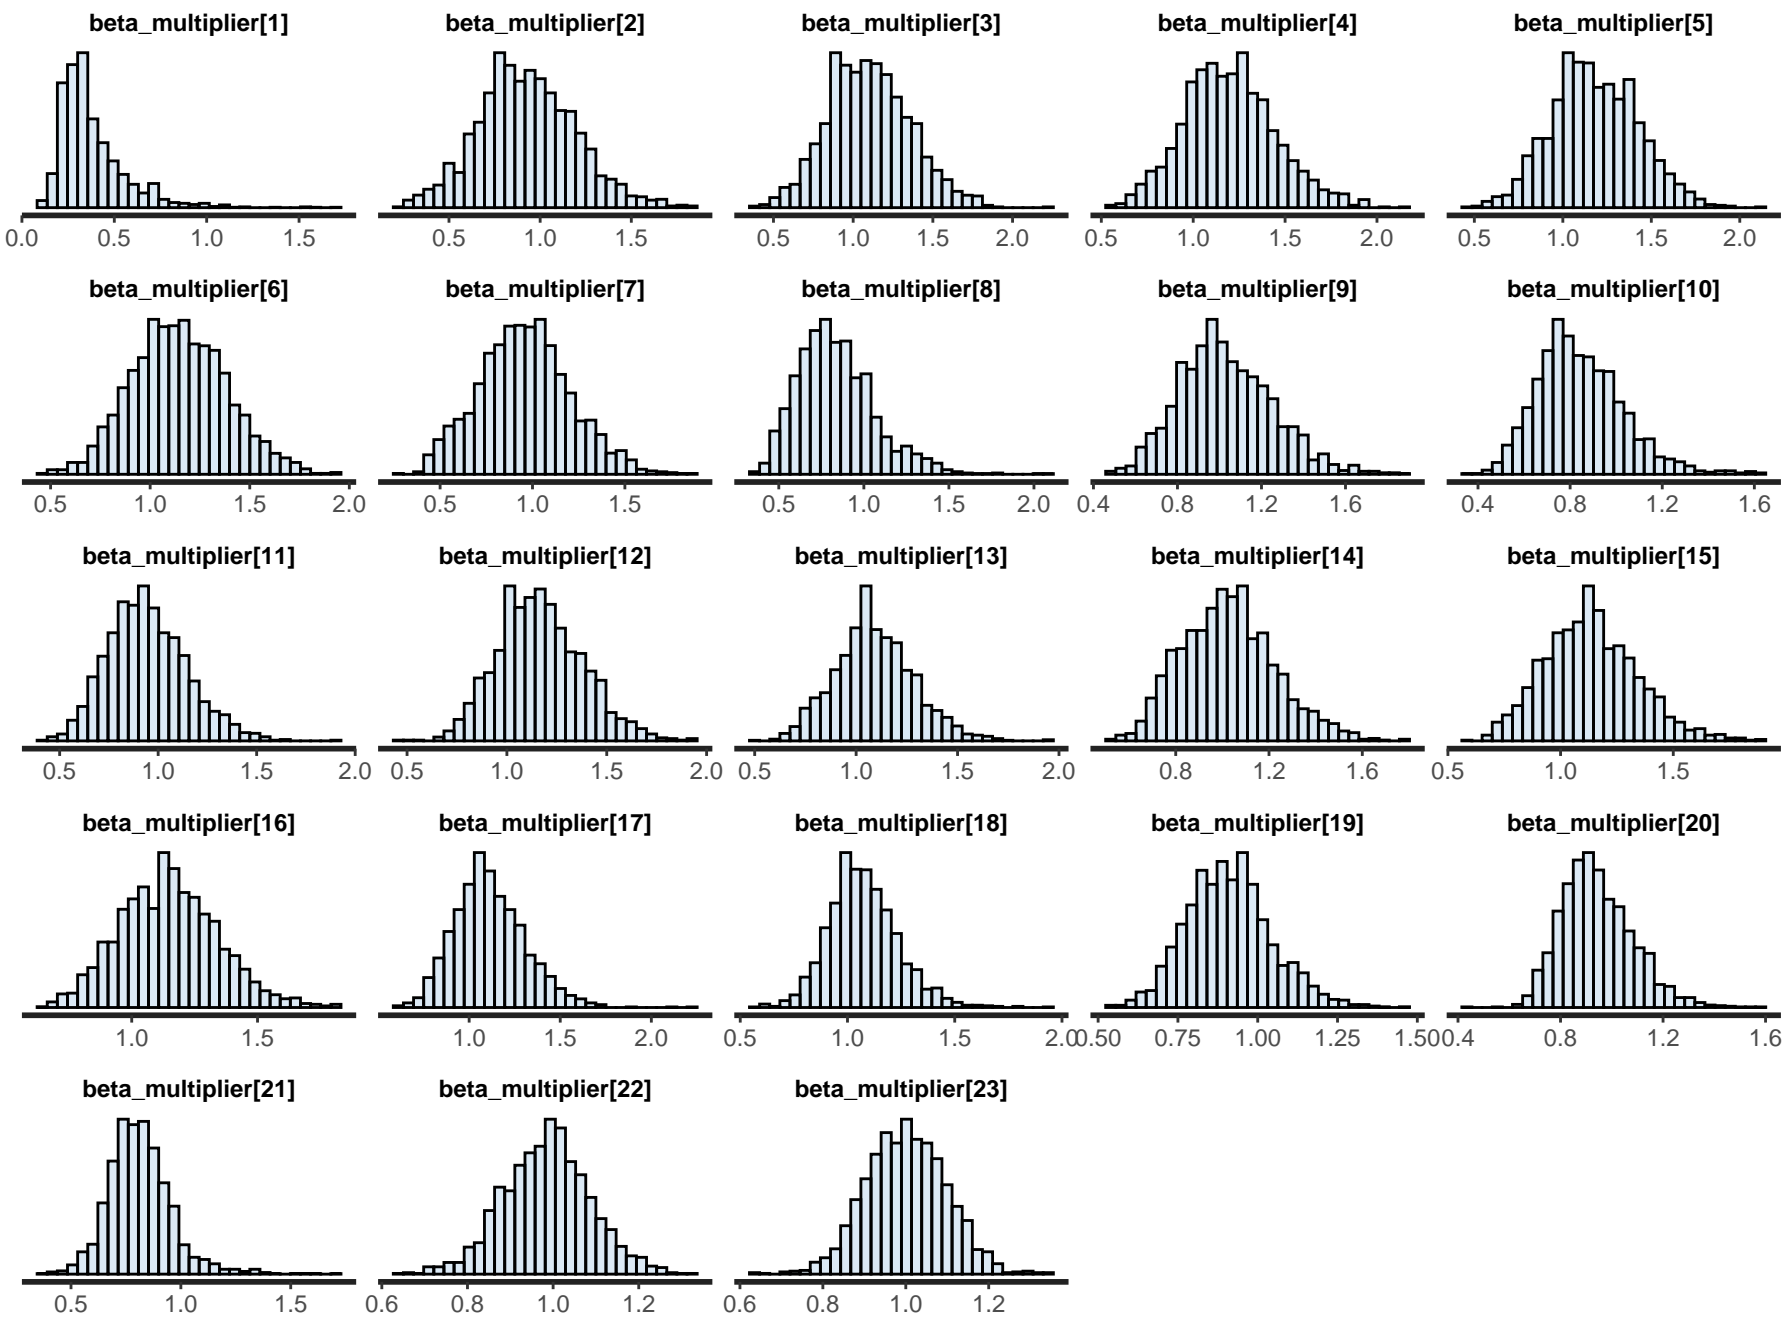 beta_multiplier[1] beta_multiplier[2] beta_multiplier[3] beta_multiplier[4] beta_multiplier[5]
0.0 0.5 1.0 1.5 0.5 1.0 1.5 0.5 1.0 1.5 2.0 0.5 1.0 1.5 2.0 0.5 1.0 1.5 2.0
beta_multiplier[6] beta_multiplier[7] beta_multiplier[8] beta_multiplier[9] beta_multiplier[10]
0.5 1.0 1.5 2.0 0.5 1.0 1.5 0.5 1.0 1.5 2.0 0.4 0.8 1.2 1.6 0.4 0.8 1.2 1.6
beta_multiplier[11] beta_multiplier[12] beta_multiplier[13] beta_multiplier[14] beta_multiplier[15]
0.5 1.0 1.5 2.0 0.5 1.0 1.5 2.0 0.5 1.0 1.5 2.0 0.8 1.2 1.6 0.5 1.0 1.5
beta_multiplier[16] beta_multiplier[17] beta_multiplier[18] beta_multiplier[19] beta_multiplier[20]
1.0 1.5 1.0 1.5 2.0 0.5 1.0 1.5 2.0 0.50 0.75 1.00 1.25 1.50 0.4 0.8 1.2 1.6
beta_multiplier[21] beta_multiplier[22] beta_multiplier[23]
0.5 1.0 1.5 0.6 0.8 1.0 1.2 0.6 0.8 1.0 1.2